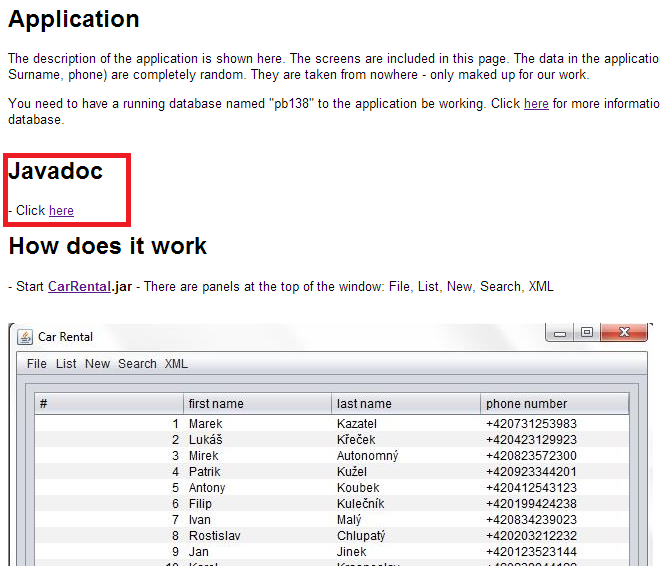 Application
The description of the application is shown here. The screens are included in this page. The data in the applicatio
Surname, phone) are completely random. They are taken from nowhere - only maked up for our work.
You need to have a running database named "pb138" to the application be working. Click here for more informatio
database.
Javadoc
- Click here
How does it work
- Start CarRental.jar - There are panels at the top of the window: File, List, New, Search, XML
Car Rental
File List New Search XML
# first name last name phone number
1 Marek Kazatel +420731253983
2 Lukáš Křeček +420423129923
3 Mirek Autonomný +420823572300
4 Patrik Kužel +420923344201
5 Antony Koubek +420412543123
6 Filip Kulečník +420199424238
7 Ivan Malý +420834239023
8 Rostislav Chlupatý +420203212232
9 Jan Jinek +420123523144